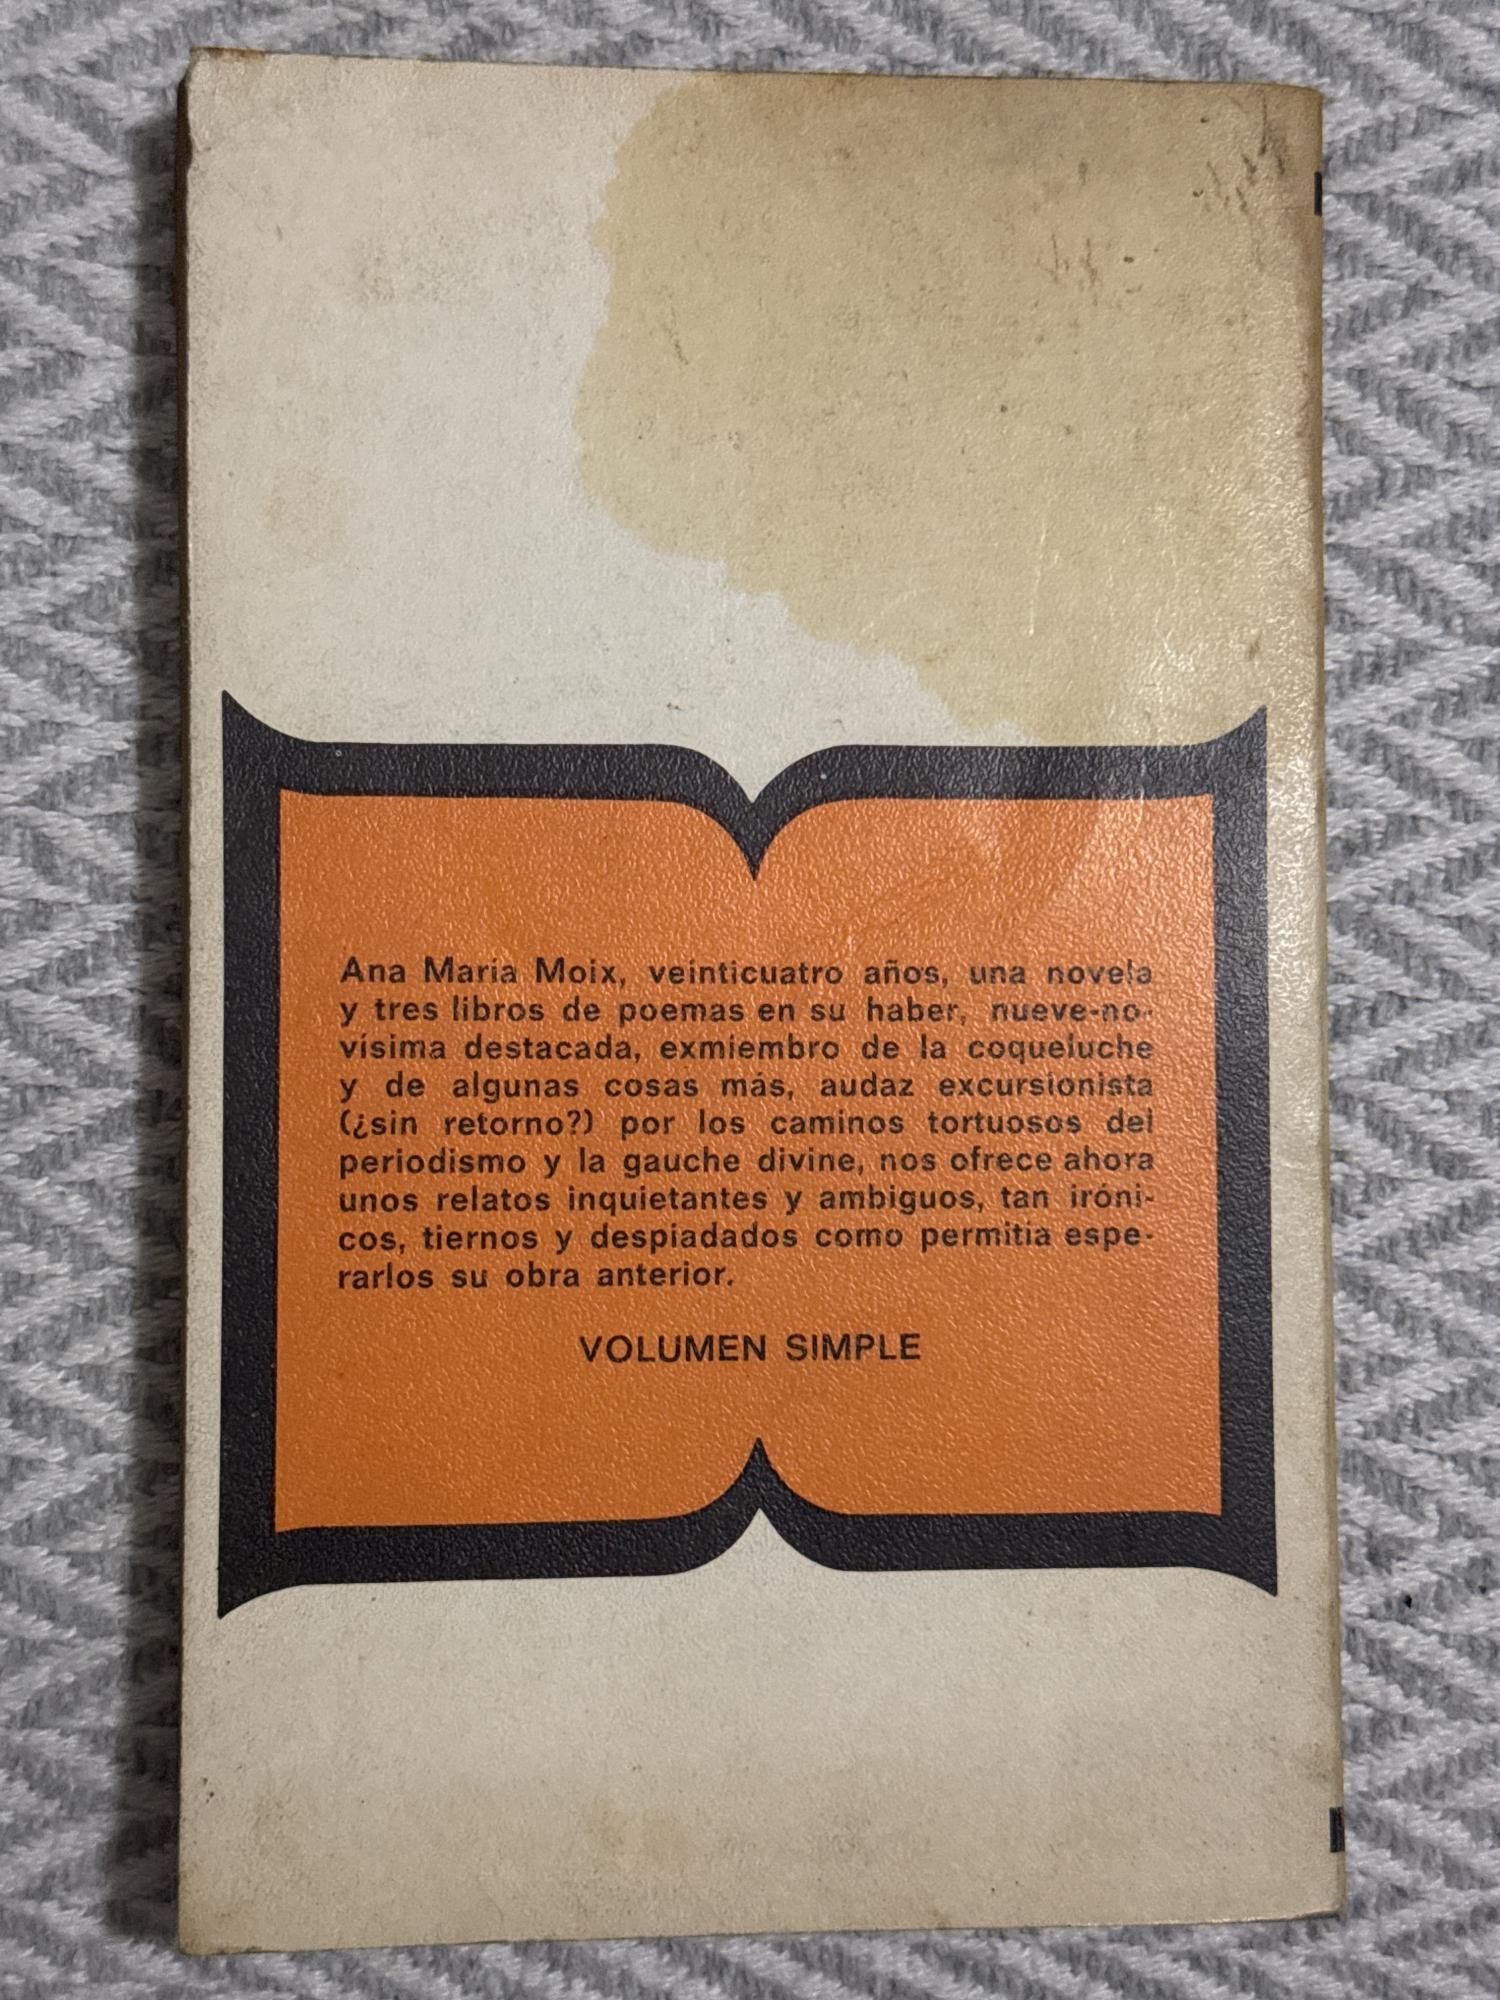 Ana María Moix, veinticuatro años, una novela
y tres libros de poemas en su haber, nueve-no-
vísima destacada, exmiembro de la coqueluche
y de algunas cosas más, audaz excursionista
(¿sin retorno?) por los caminos tortuosos del
periodismo y la gauche divine, nos ofrece ahora
unos relatos inquietantes y ambiguos, tan iróni-
cos, tiernos y despiadados como permitía espe-
rarlos su obra anterior.
VOLUMEN SIMPLE